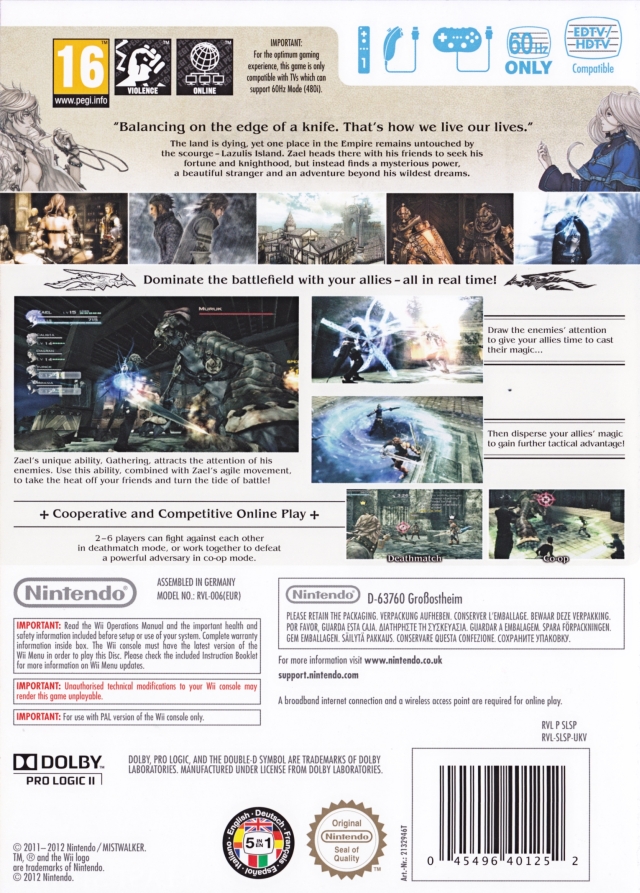 16
www.pegi.info
VIOLENCE
ONLINE
IMPORTANT:
For the optimum gaming
experience, this game is only
compatible with TVs which can
support 60Hz Mode (480i).
60Hz
ONLY
EDTV/
HDTV
Compatible
"Balancing on the edge of a knife. That's how we live our lives."
The land is dying, yet one place in the Empire remains untouched by
the scourge – Lazulis Island. Zael heads there with his friends to seek his
fortune and knighthood, but instead finds a mysterious power,
a beautiful stranger and an adventure beyond his wildest dreams.
Dominate the battlefield with your allies – all in real time!
MURUK
Draw the enemies' attention
to give your allies time to cast
their magic...
Then disperse your allies' magic
to gain further tactical advantage!
Zael's unique ability, Gathering, attracts the attention of his
enemies. Use this ability, combined with Zael's agile movement,
to take the heat off your friends and turn the tide of battle!
+ Cooperative and Competitive Online Play +
2–6 players can fight against each other
in deathmatch mode, or work together to defeat
a powerful adversary in co-op mode.
Deathmatch
Co-op
Nintendo
ASSEMBLED IN GERMANY
MODEL NO.: RVL-006(EUR)
IMPORTANT: Read the Wii Operations Manual and the important health and
safety information included before setup or use of your system. Complete warranty
information inside box. The Wii console must have the latest version of the
Wii Menu in order to play this Disc. Please check the included Instruction Booklet
for more information on Wii Menu updates.
IMPORTANT: Unauthorised technical modifications to your Wii console may
render this game unplayable.
IMPORTANT: For use with PAL version of the Wii console only.
Nintendo
D-63760 Großostheim
PLEASE RETAIN THE PACKAGING. VERPACKUNG AUFHEBEN. CONSERVER L'EMBALLAGE. BEWAAR DEZE VERPAKKING.
POR FAVOR, GUARDA ESTA CAJA. ΔΙΑΤΗΡΗΣΤΕ ΤΗ ΣΥΣΚΕΥΑΣΙΑ. GUARDAR A EMBALAGEM. SPARA FÖRPACKNINGEN.
GEM EMBALLAGEN. SÄILYTÄ PAKKAUS. CONSERVARE QUESTA CONFEZIONE. СОХРАНИТЕ УПАКОВКУ.
For more information visit www.nintendo.co.uk
support.nintendo.com
A broadband internet connection and a wireless access point are required for online play.
RVL P SLSP
RVL-SLSP-UKV
DOLBY
PRO LOGIC II
DOLBY, PRO LOGIC, AND THE DOUBLE-D SYMBOL ARE TRADEMARKS OF DOLBY
LABORATORIES. MANUFACTURED UNDER LICENSE FROM DOLBY LABORATORIES.
© 2011–2012 Nintendo / MISTWALKER.
TM, ® and the Wii logo
are trademarks of Nintendo.
© 2012 Nintendo.
English · Deutsch · Français · Español · Italiano
5 IN 1
Original
Nintendo
Seal of
Quality
TM
Art.-Nr.: 2132946T
0 45496 40125 2